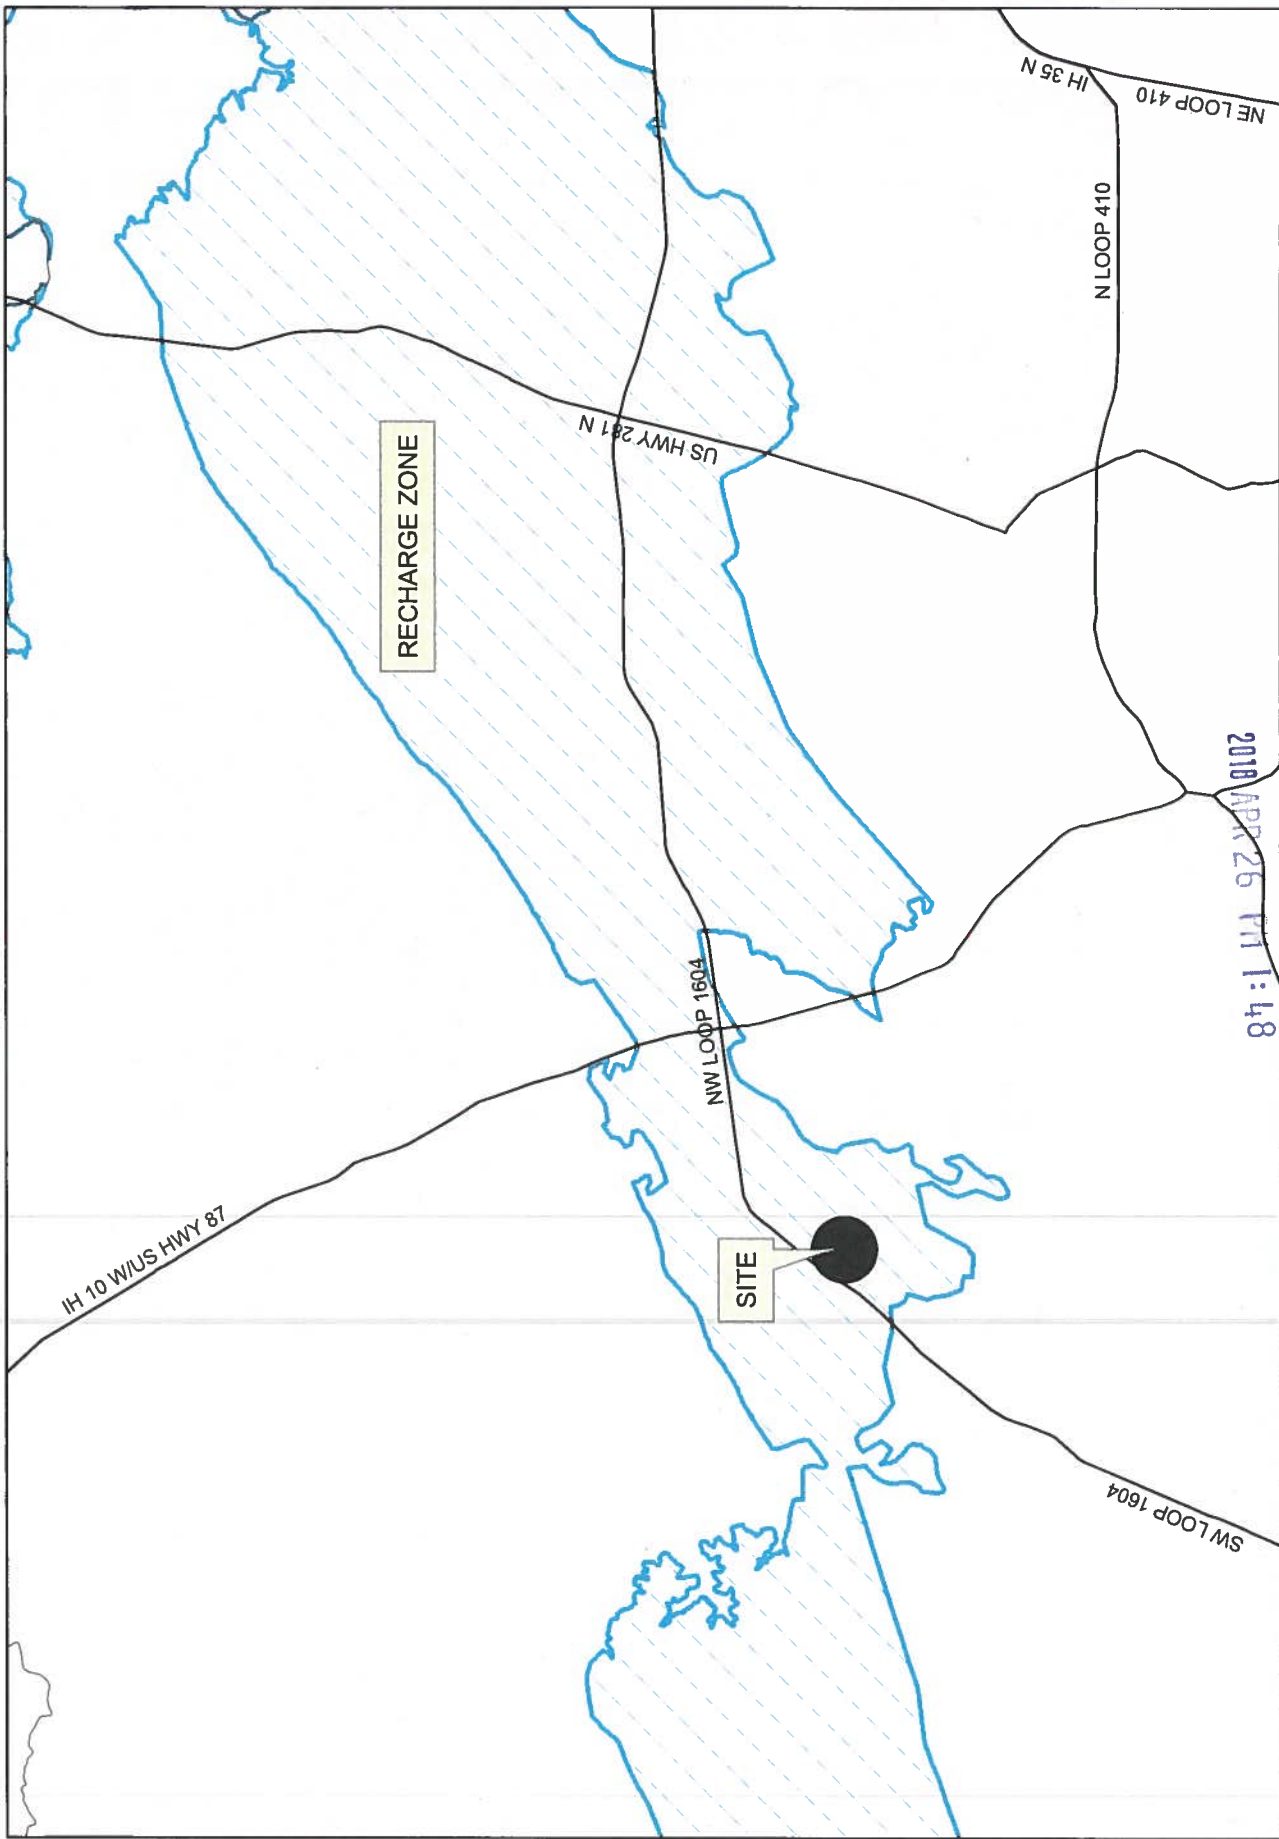 RECHARGE ZONE
SITE
IH 10 W/US HWY 87
NW LOOP 1604
SW LOOP 1604
US HWY 281 N
N LOOP 410
IH 35 N
NE LOOP 410
2018 APR 26 PM 1:48